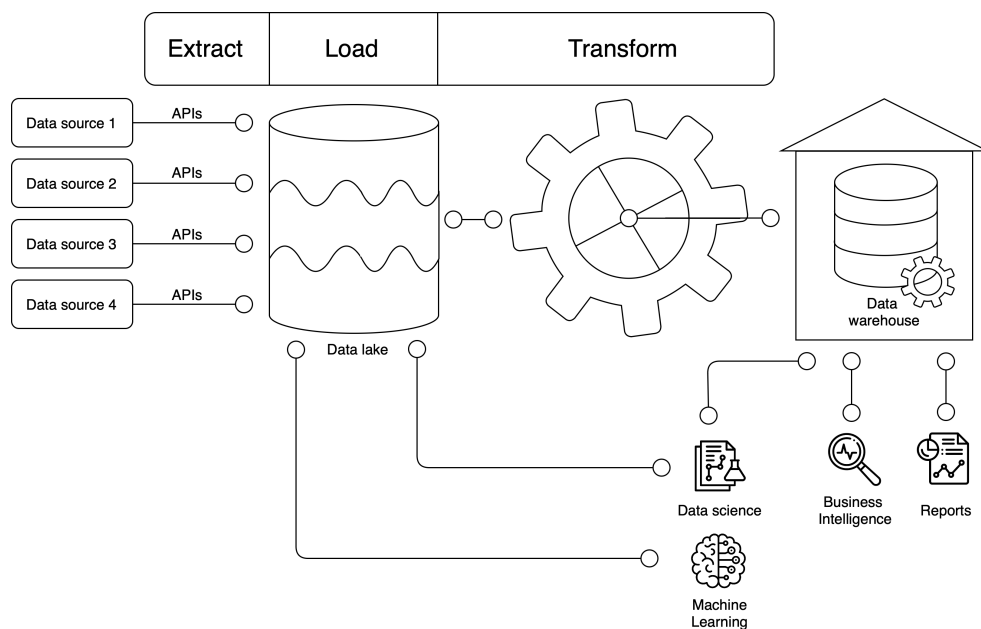 Extract Load Transform
Data source 1
APIs
Data source 2
APIs
Data source 3
APIs
Data source 4
APIs
Data lake
Data
warehouse
Data science
Business
Intelligence
Reports
Machine
Learning